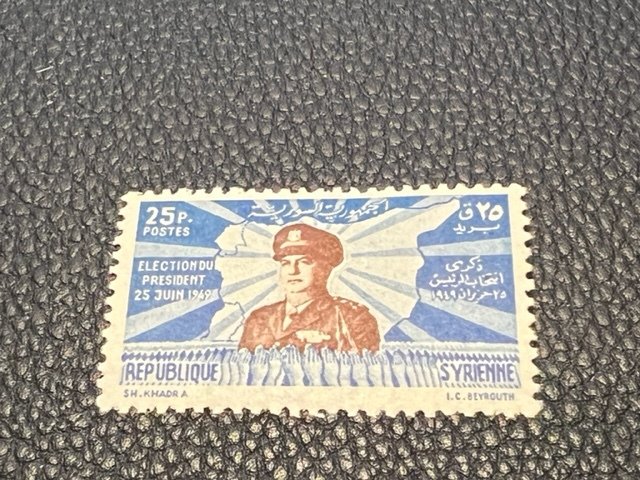 الجمهورية السورية
25 P.
POSTES
٢٥ ق
بريد
ELECTION DU
PRESIDENT
25 JUIN 1949
ذكرى
انتخاب الرئيس
٢٥ حزيران ١٩٤٩
REPUBLIQUE SYRIENNE
SH. KHADRA
I.C. BEYROUTH